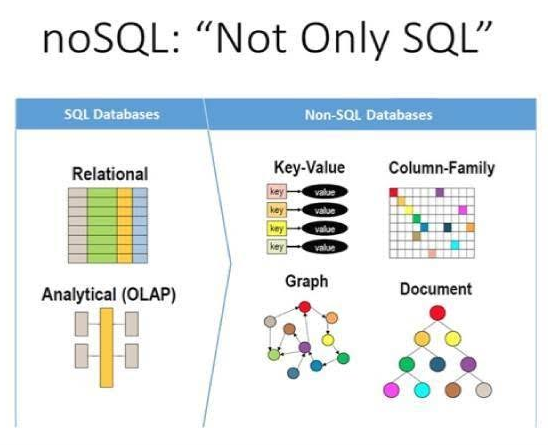 noSQL: “Not Only SQL”
SQL Databases
Non-SQL Databases
Relational
Analytical (OLAP)
Key-Value
key value
key value
key value
key value
Column-Family
Graph
Document